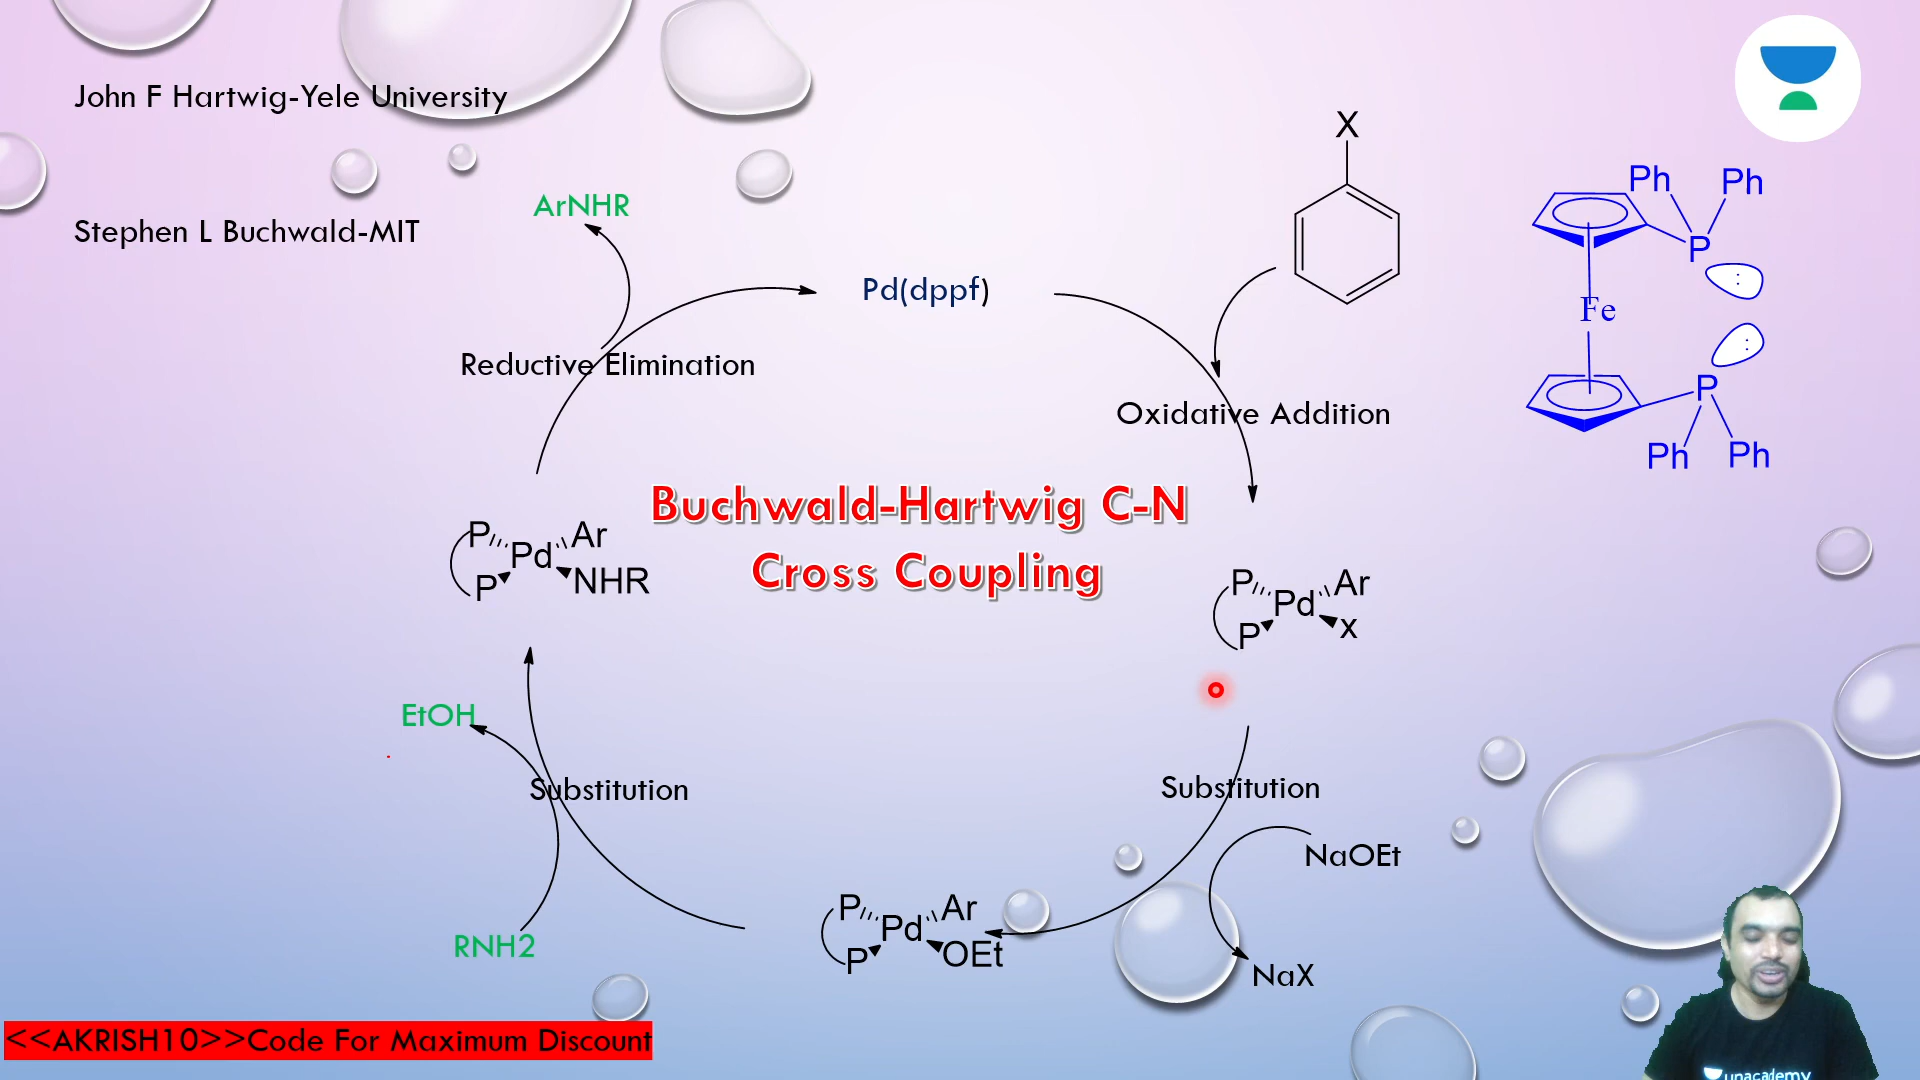 John F Hartwig-Yele University
Stephen L Buchwald-MIT
ArNHR
Pd(dppf)
X
Ph Ph
P
:
Fe
:
P
Ph Ph
Reductive Elimination
Oxidative Addition
Buchwald-Hartwig C-N
Cross Coupling
P Pd Ar
P NHR
P Pd Ar
P x
EtOH
Substitution
Substitution
NaOEt
RNH2
P Pd Ar
P OEt
NaX
<<AKRISH10>>Code For Maximum Discount
unacademy